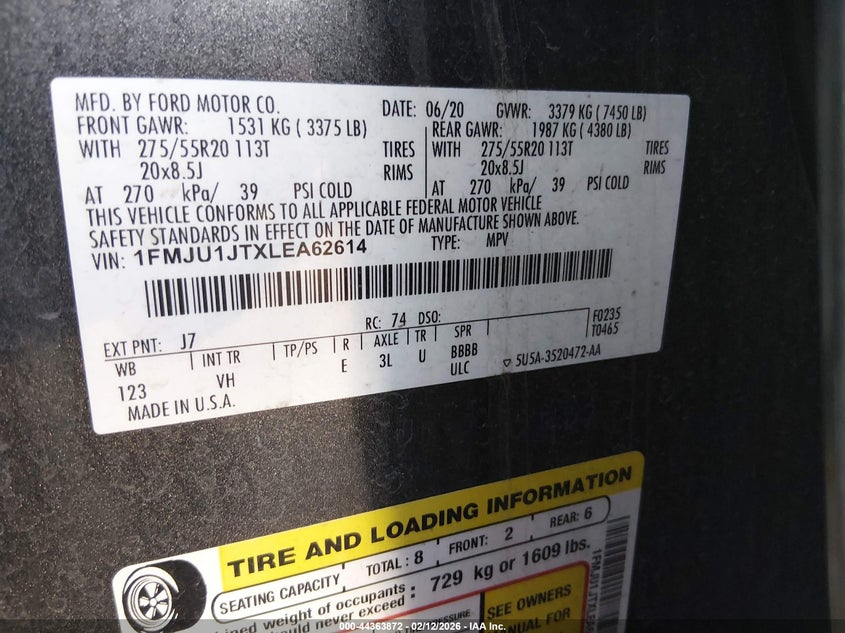 MFD. BY FORD MOTOR CO. DATE: 06/20 GVWR: 3379 KG ( 7450 LB)
FRONT GAWR: 1531 KG ( 3375 LB) REAR GAWR: 1987 KG ( 4380 LB)
WITH 275/55R20 113T TIRES WITH 275/55R20 113T TIRES
20x8.5J RIMS 20x8.5J RIMS
AT 270 kPa/ 39 PSI COLD AT 270 kPa/ 39 PSI COLD
THIS VEHICLE CONFORMS TO ALL APPLICABLE FEDERAL MOTOR VEHICLE
SAFETY STANDARDS IN EFFECT ON THE DATE OF MANUFACTURE SHOWN ABOVE.
VIN: 1FMJU1JTXLEA62614 TYPE: MPV
F0235
T0465
EXT PNT: J7 RC: 74 DSO:
WB INT TR TP/PS R AXLE TR SPR
123 VH E 3L U BBBB
ULC ▽ 5U5A-3520472-AA
MADE IN U.S.A.
TIRE AND LOADING INFORMATION
SEATING CAPACITY TOTAL : 8 FRONT: 2 REAR: 6
weight of occupants :
never exceed : 729 kg or 1609 lbs.
SEE OWNERS
FOR
000-44363872 - 02/12/2026 - IAA Inc.